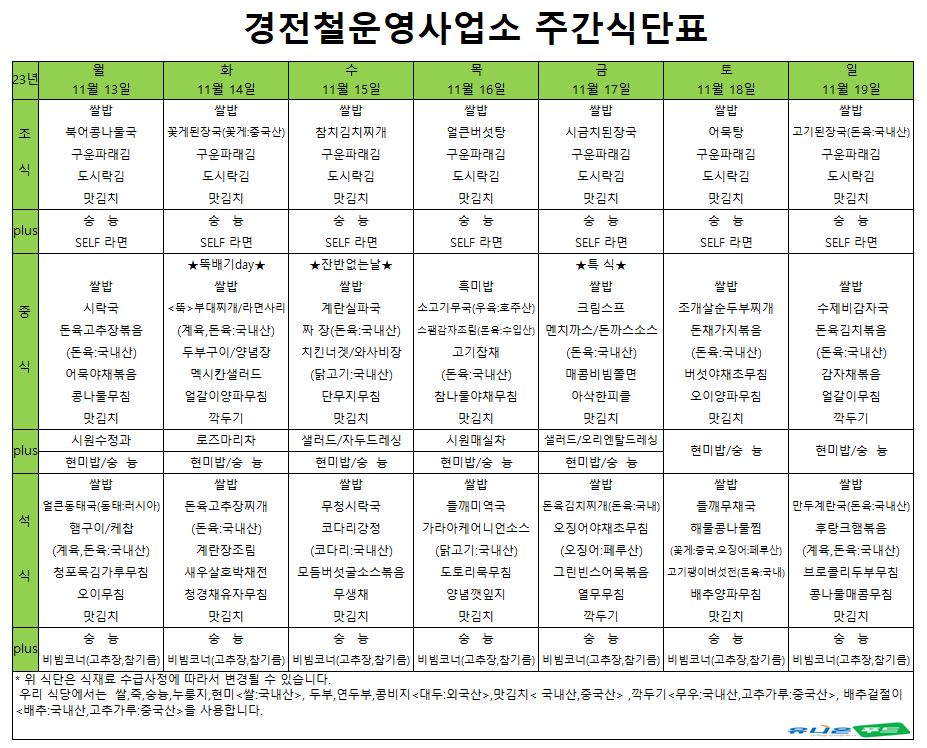 경전철운영사업소 주간식단표
23년 월 화 수 목 금 토 일
11월 13일 11월 14일 11월 15일 11월 16일 11월 17일 11월 18일 11월 19일
조식
쌀밥 쌀밥 쌀밥 쌀밥 쌀밥 쌀밥 쌀밥
북어콩나물국 꽃게된장국(꽃게:중국산) 참치김치찌개 얼큰버섯탕 시금치된장국 어묵탕 고기된장국(돈육:국내산)
구운파래김 구운파래김 구운파래김 구운파래김 구운파래김 구운파래김 구운파래김
도시락김 도시락김 도시락김 도시락김 도시락김 도시락김 도시락김
맛김치 맛김치 맛김치 맛김치 맛김치 맛김치 맛김치
plus
숭 늉 숭 늉 숭 늉 숭 늉 숭 늉 숭 늉 숭 늉
SELF 라면 SELF 라면 SELF 라면 SELF 라면 SELF 라면 SELF 라면 SELF 라면
중식
★뚝배기day★ ★잔반없는날★ ★특 식★
쌀밥 쌀밥 쌀밥 흑미밥 쌀밥 쌀밥 쌀밥
시락국 <뚝>부대찌개/라면사리 계란실파국 소고기무국(우육:호주산) 크림스프 조개살순두부찌개 수제비감자국
돈육고추장볶음 (계육,돈육:국내산) 짜 장(돈육:국내산) 스팸감자조림(돈육:수입산) 멘치까스/돈까스소스 돈채가지볶음 돈육김치볶음
(돈육:국내산) 두부구이/양념장 치킨너겟/와사비장 고기잡채 (돈육:국내산) (돈육:국내산) (돈육:국내산)
어묵야채볶음 멕시칸샐러드 (닭고기:국내산) (돈육:국내산) 매콤비빔쫄면 버섯야채초무침 감자채볶음
콩나물무침 얼갈이양파무침 단무지무침 참나물야채무침 아삭한피클 오이양파무침 얼갈이무침
맛김치 깍두기 맛김치 맛김치 맛김치 맛김치 깍두기
plus
시원수정과 로즈마리차 샐러드/자두드레싱 시원매실차 샐러드/오리엔탈드레싱
현미밥/숭 늉 현미밥/숭 늉 현미밥/숭 늉 현미밥/숭 늉 현미밥/숭 늉 현미밥/숭 늉 현미밥/숭 늉
석식
쌀밥 쌀밥 쌀밥 쌀밥 쌀밥 쌀밥 쌀밥
얼큰동태국(동태:러시아) 돈육고추장찌개 무청시락국 들깨미역국 돈육김치찌개(돈육:국내) 들깨무채국 만두계란국(돈육:국내산)
햄구이/케찹 (돈육:국내산) 코다리강정 가라아케어니언소스 오징어야채초무침 해물콩나물찜 후랑크햄볶음
(계육,돈육:국내산) 계란장조림 (코다리:국내산) (닭고기:국내산) (오징어:페루산) (꽃게:중국,오징어:페루산) (계육,돈육:국내산)
청포묵김가루무침 새우살호박채전 모듬버섯굴소스볶음 도토리묵무침 그린빈스어묵볶음 고기팽이버섯전(돈육:국내) 브로콜리두부무침
오이무침 청경채유자무침 무생채 양념깻잎지 열무무침 배추양파무침 콩나물매콤무침
맛김치 맛김치 맛김치 맛김치 깍두기 맛김치 맛김치
plus
숭 늉 숭 늉 숭 늉 숭 늉 숭 늉 숭 늉 숭 늉
비빔코너(고추장,참기름) 비빔코너(고추장,참기름) 비빔코너(고추장,참기름) 비빔코너(고추장,참기름) 비빔코너(고추장,참기름) 비빔코너(고추장,참기름) 비빔코너(고추장,참기름)
* 위 식단은 식재료 수급사정에 따라서 변경될 수 있습니다.
우리 식당에서는 쌀,죽,숭늉,누룽지,현미<쌀:국내산>, 두부,연두부,콩비지<대두:외국산>,맛김치< 국내산,중국산> ,깍두기<무우:국내산,고추가루:중국산>, 배추겉절이
<배추:국내산,고추가루:중국산>을 사용합니다.
유니온푸드